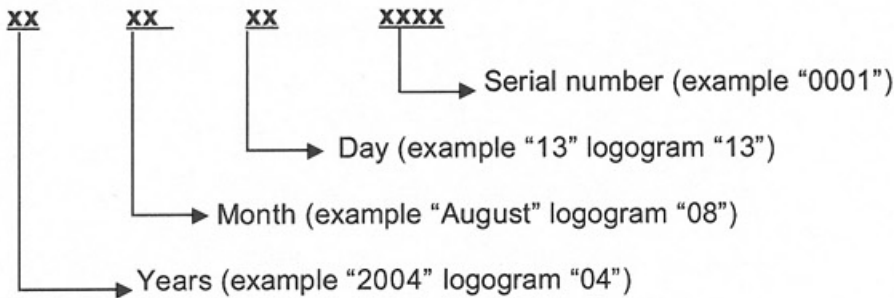 xx xx xx xxxx
Serial number (example “0001”)
Day (example “13” logogram “13”)
Month (example “August” logogram “08”)
Years (example “2004” logogram “04”)